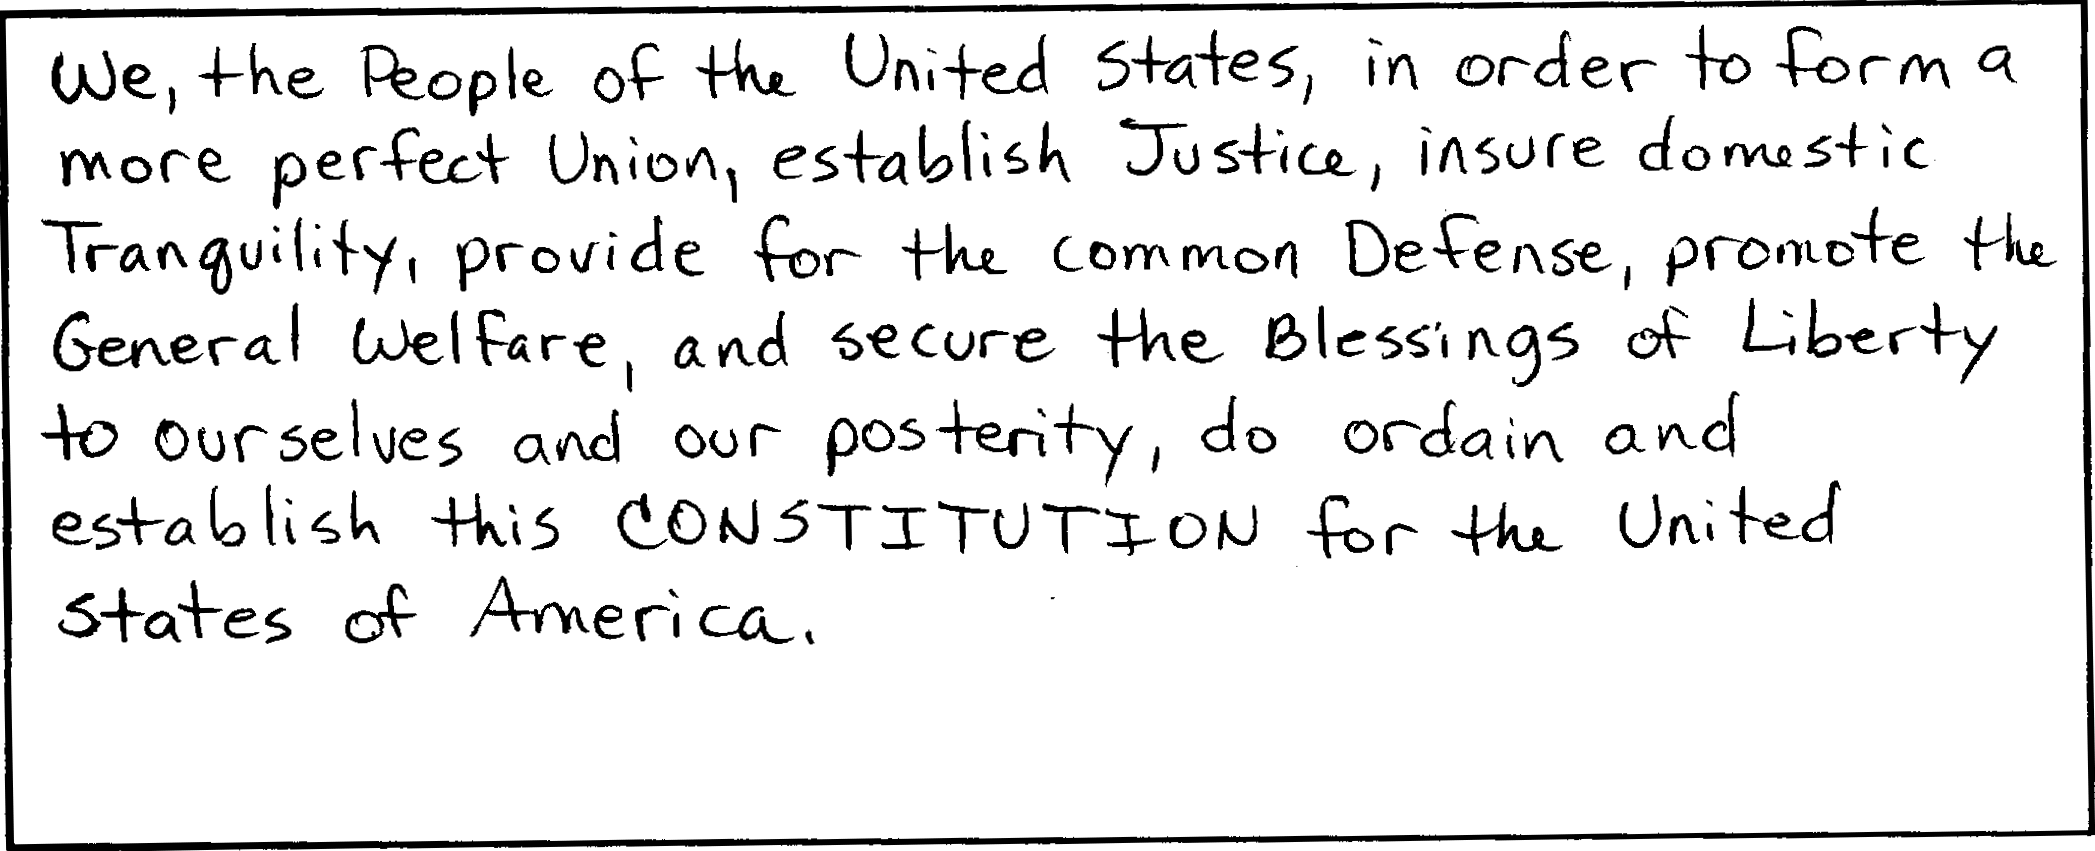 We, the People of the United States, in order to form a
more perfect Union, establish Justice, insure domestic
Tranquility, provide for the common Defense, promote the
General Welfare, and secure the Blessings of Liberty
to ourselves and our posterity, do ordain and
establish this CONSTITUTION for the United
States of America.